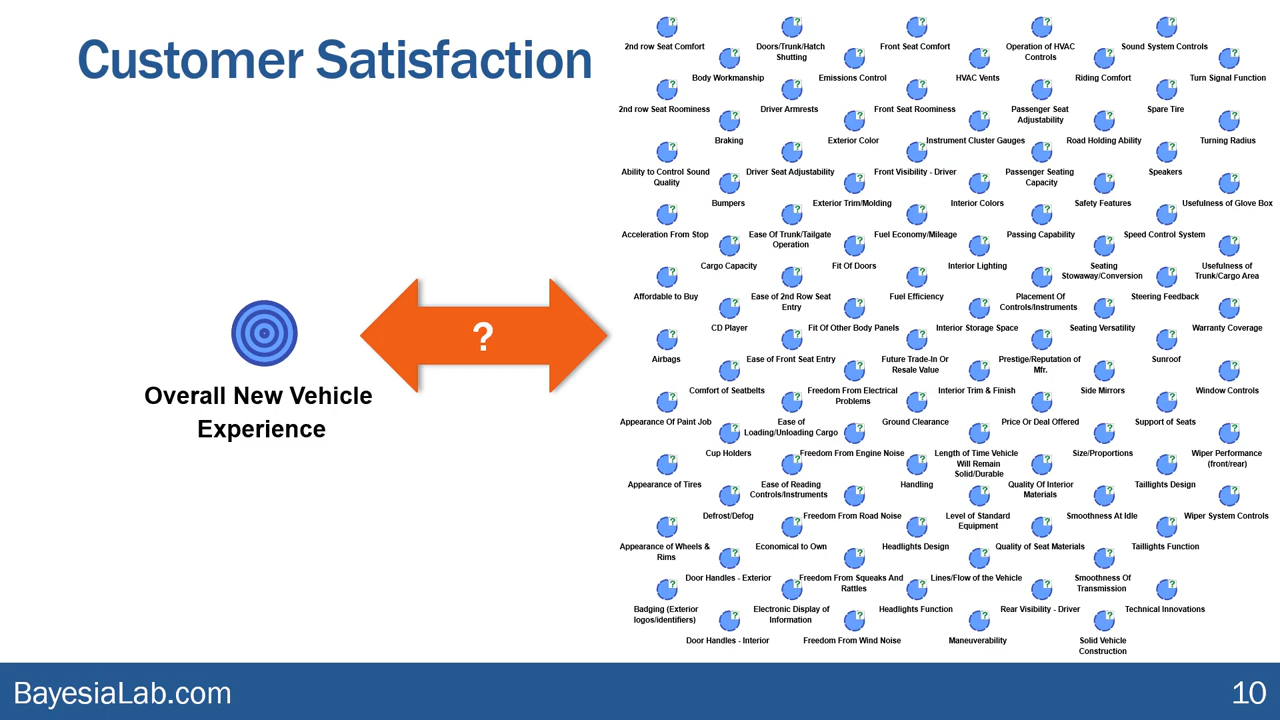 Customer Satisfaction
?
Overall New Vehicle
Experience
2nd row Seat Comfort
Doors/Trunk/Hatch
Shutting
Front Seat Comfort
Operation of HVAC
Controls
Sound System Controls
Body Workmanship
Emissions Control
HVAC Vents
Riding Comfort
Turn Signal Function
2nd row Seat Roominess
Driver Armrests
Front Seat Roominess
Passenger Seat
Adjustability
Spare Tire
Braking
Exterior Color
Instrument Cluster Gauges
Road Holding Ability
Turning Radius
Ability to Control Sound
Quality
Driver Seat Adjustability
Front Visibility - Driver
Passenger Seating
Capacity
Speakers
Bumpers
Exterior Trim/Molding
Interior Colors
Safety Features
Usefulness of Glove Box
Acceleration From Stop
Ease Of Trunk/Tailgate
Operation
Fuel Economy/Mileage
Passing Capability
Speed Control System
Cargo Capacity
Fit Of Doors
Interior Lighting
Seating
Stowaway/Conversion
Usefulness of
Trunk/Cargo Area
Affordable to Buy
Ease of 2nd Row Seat
Entry
Fuel Efficiency
Placement Of
Controls/Instruments
Steering Feedback
CD Player
Fit Of Other Body Panels
Interior Storage Space
Seating Versatility
Warranty Coverage
Airbags
Ease of Front Seat Entry
Future Trade-In Or
Resale Value
Prestige/Reputation of
Mfr.
Sunroof
Comfort of Seatbelts
Freedom From Electrical
Problems
Interior Trim & Finish
Side Mirrors
Window Controls
Appearance Of Paint Job
Ease of
Loading/Unloading Cargo
Ground Clearance
Price Or Deal Offered
Support of Seats
Cup Holders
Freedom From Engine Noise
Length of Time Vehicle
Will Remain
Solid/Durable
Size/Proportions
Wiper Performance
(front/rear)
Appearance of Tires
Ease of Reading
Controls/Instruments
Handling
Quality Of Interior
Materials
Taillights Design
Defrost/Defog
Freedom From Road Noise
Level of Standard
Equipment
Smoothness At Idle
Wiper System Controls
Appearance of Wheels &
Rims
Economical to Own
Headlights Design
Quality of Seat Materials
Taillights Function
Door Handles - Exterior
Freedom From Squeaks And
Rattles
Lines/Flow of the Vehicle
Smoothness Of
Transmission
Badging (Exterior
logos/identifiers)
Electronic Display of
Information
Headlights Function
Rear Visibility - Driver
Technical Innovations
Door Handles - Interior
Freedom From Wind Noise
Maneuverability
Solid Vehicle
Construction
BayesiaLab.com
10